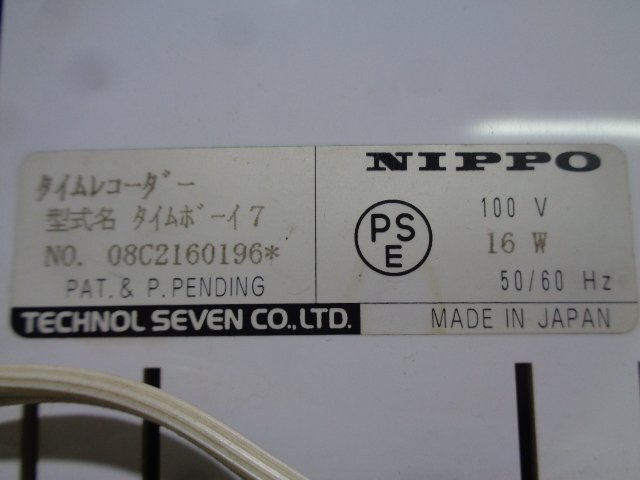 タイムレコーダー
型式名 タイムボーイ7
NO. 08C2160196*
PAT. & P. PENDING
TECHNOL SEVEN CO.,LTD.
NIPPO
PSE
100 V
16 W
50/60 Hz
MADE IN JAPAN